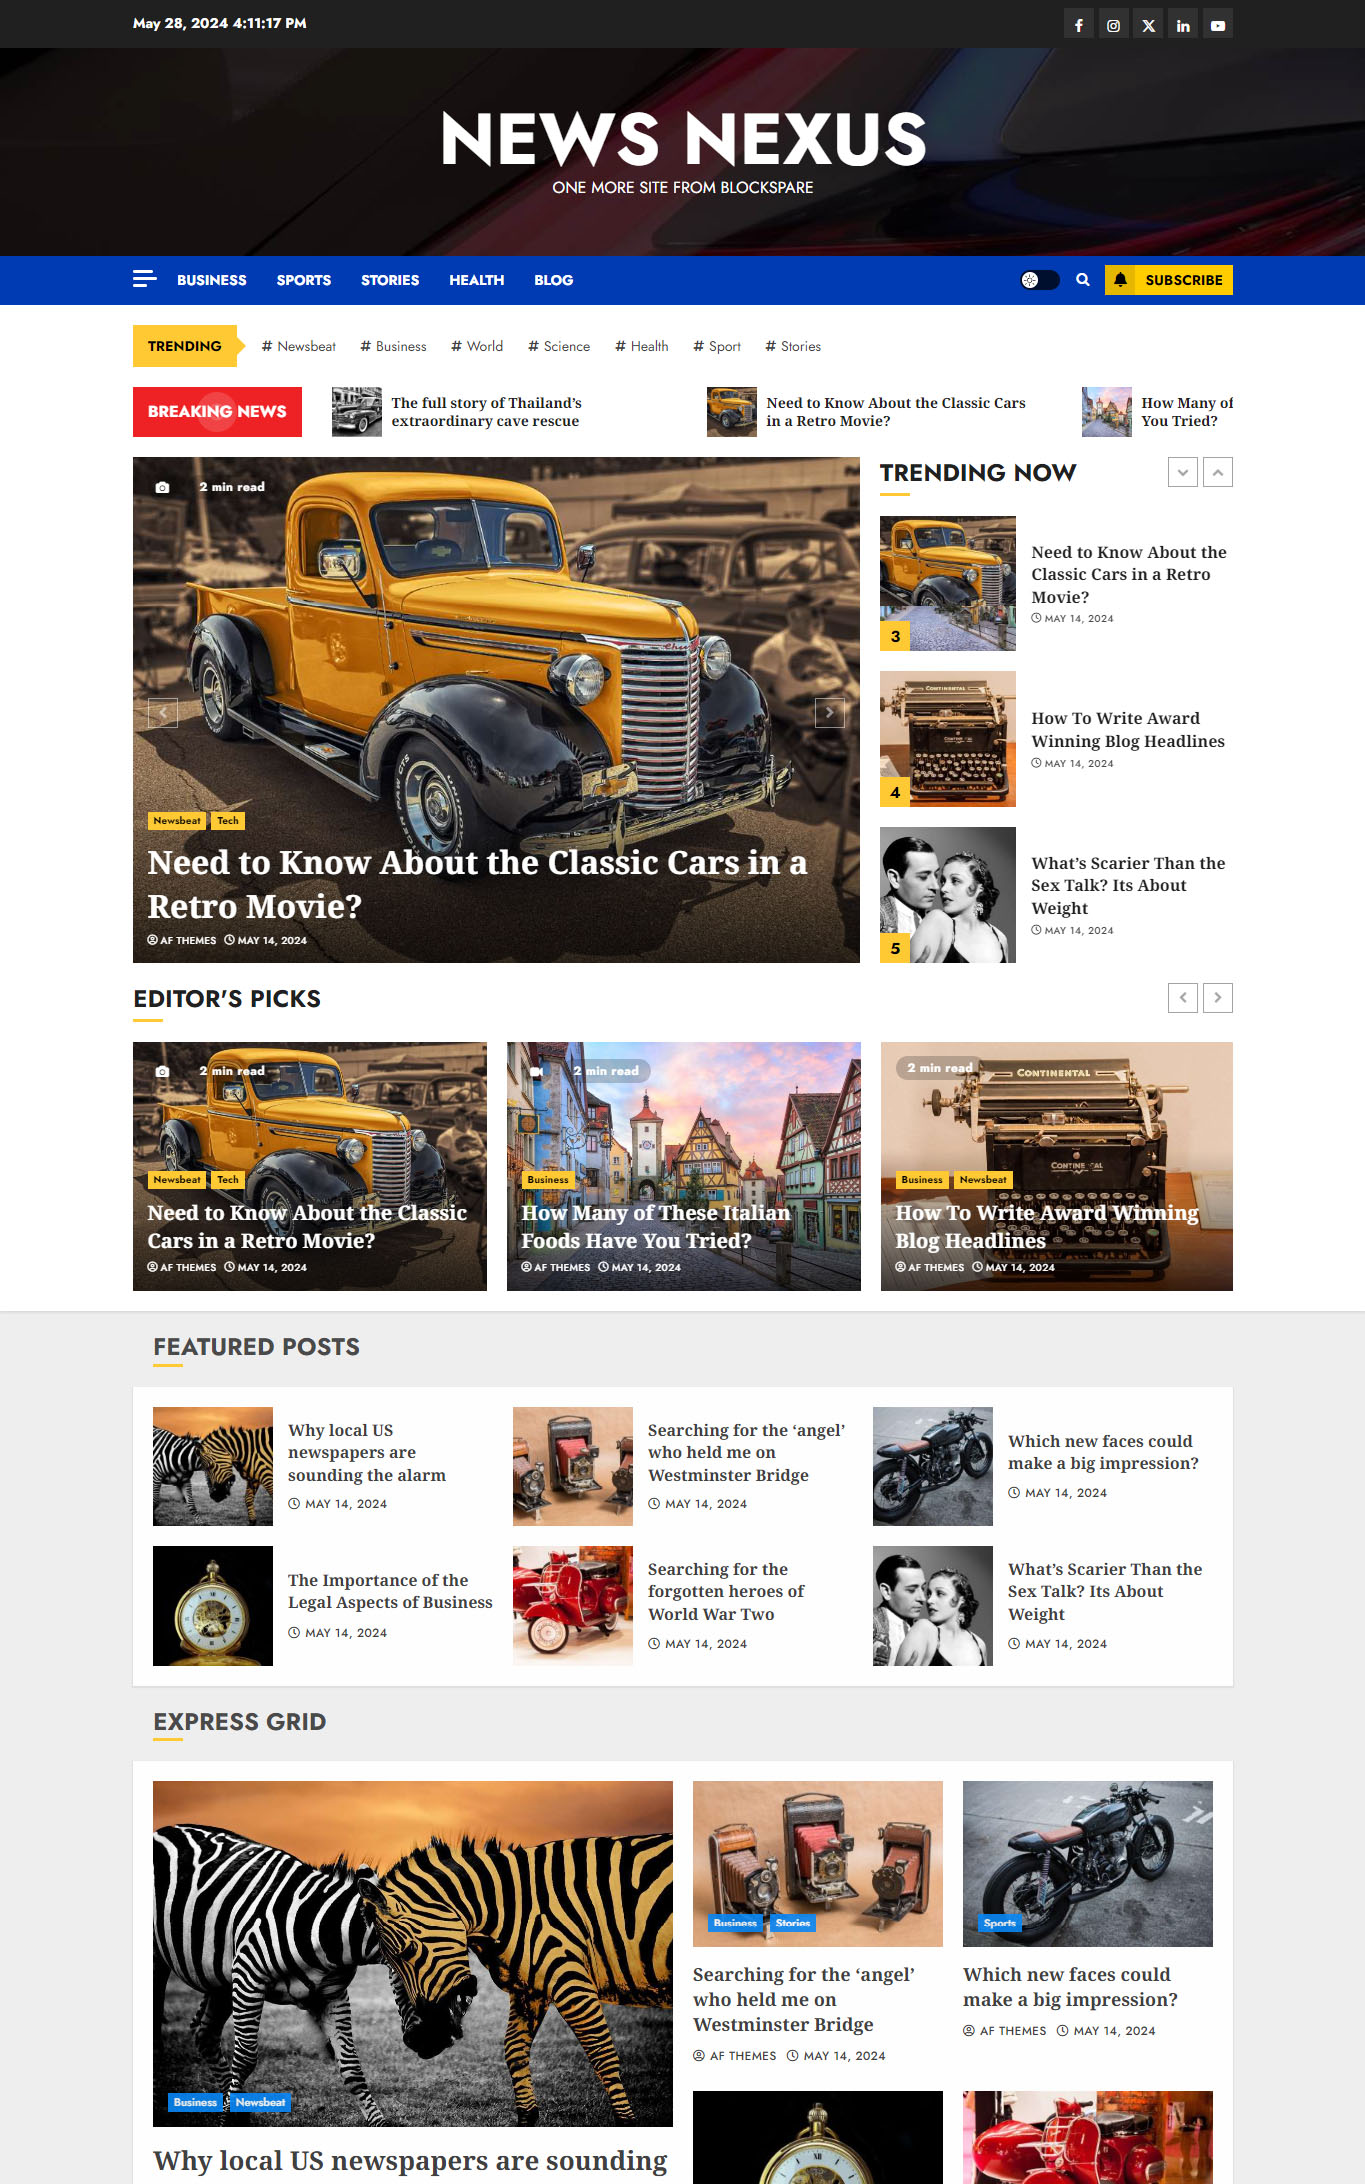 May 28, 2024 4:11:17 PM
NEWS NEXUS
ONE MORE SITE FROM BLOCKSPARE
BUSINESS SPORTS STORIES HEALTH BLOG
SUBSCRIBE
TRENDING # Newsbeat # Business # World # Science # Health # Sport # Stories
BREAKING NEWS
The full story of Thailand’s
extraordinary cave rescue
Need to Know About the Classic Cars
in a Retro Movie?
How Many of
You Tried?
2 min read
Newsbeat Tech
Need to Know About the Classic Cars in a
Retro Movie?
AF THEMES MAY 14, 2024
TRENDING NOW
Need to Know About the
Classic Cars in a Retro
Movie?
MAY 14, 2024
3
CONTINENTAL
How To Write Award
Winning Blog Headlines
MAY 14, 2024
4
What’s Scarier Than the
Sex Talk? Its About
Weight
MAY 14, 2024
5
EDITOR'S PICKS
2 min read
Newsbeat Tech
Need to Know About the Classic
Cars in a Retro Movie?
AF THEMES MAY 14, 2024
2 min read
Business
How Many of These Italian
Foods Have You Tried?
AF THEMES MAY 14, 2024
2 min read
CONTINENTAL
Business Newsbeat
How To Write Award Winning
Blog Headlines
AF THEMES MAY 14, 2024
FEATURED POSTS
Why local US
newspapers are
sounding the alarm
MAY 14, 2024
Searching for the ‘angel’
who held me on
Westminster Bridge
MAY 14, 2024
Which new faces could
make a big impression?
MAY 14, 2024
The Importance of the
Legal Aspects of Business
MAY 14, 2024
Searching for the
forgotten heroes of
World War Two
MAY 14, 2024
What’s Scarier Than the
Sex Talk? Its About
Weight
MAY 14, 2024
EXPRESS GRID
Business Newsbeat
Why local US newspapers are sounding
Business Stories
Searching for the ‘angel’
who held me on
Westminster Bridge
AF THEMES MAY 14, 2024
Sports
Which new faces could
make a big impression?
AF THEMES MAY 14, 2024